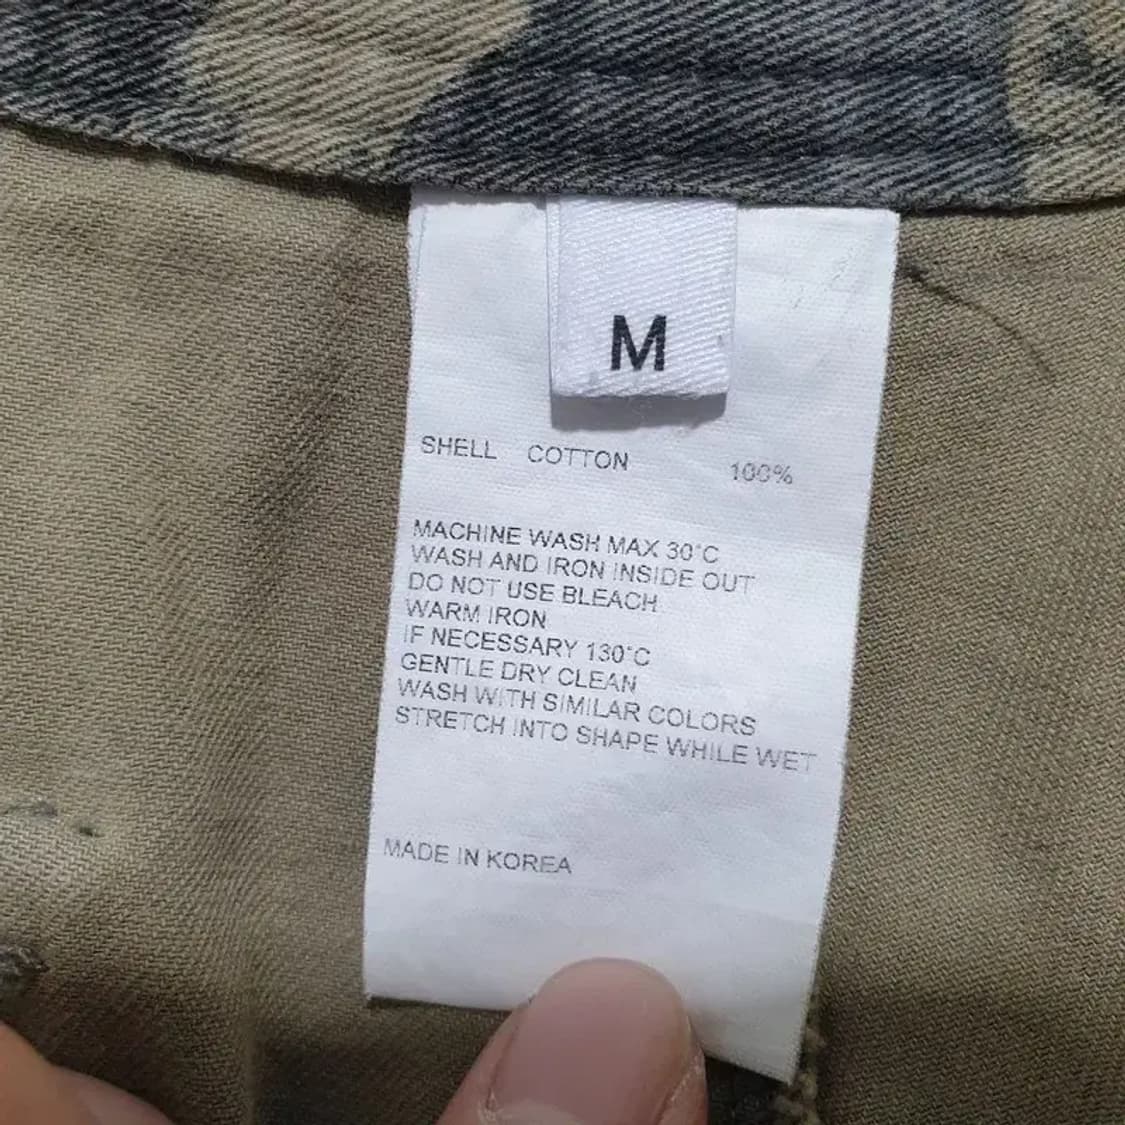 M
SHELL COTTON 100%
MACHINE WASH MAX 30°C
WASH AND IRON INSIDE OUT
DO NOT USE BLEACH
WARM IRON
IF NECESSARY 130°C
GENTLE DRY CLEAN
WASH WITH SIMILAR COLORS
STRETCH INTO SHAPE WHILE WET
MADE IN KOREA